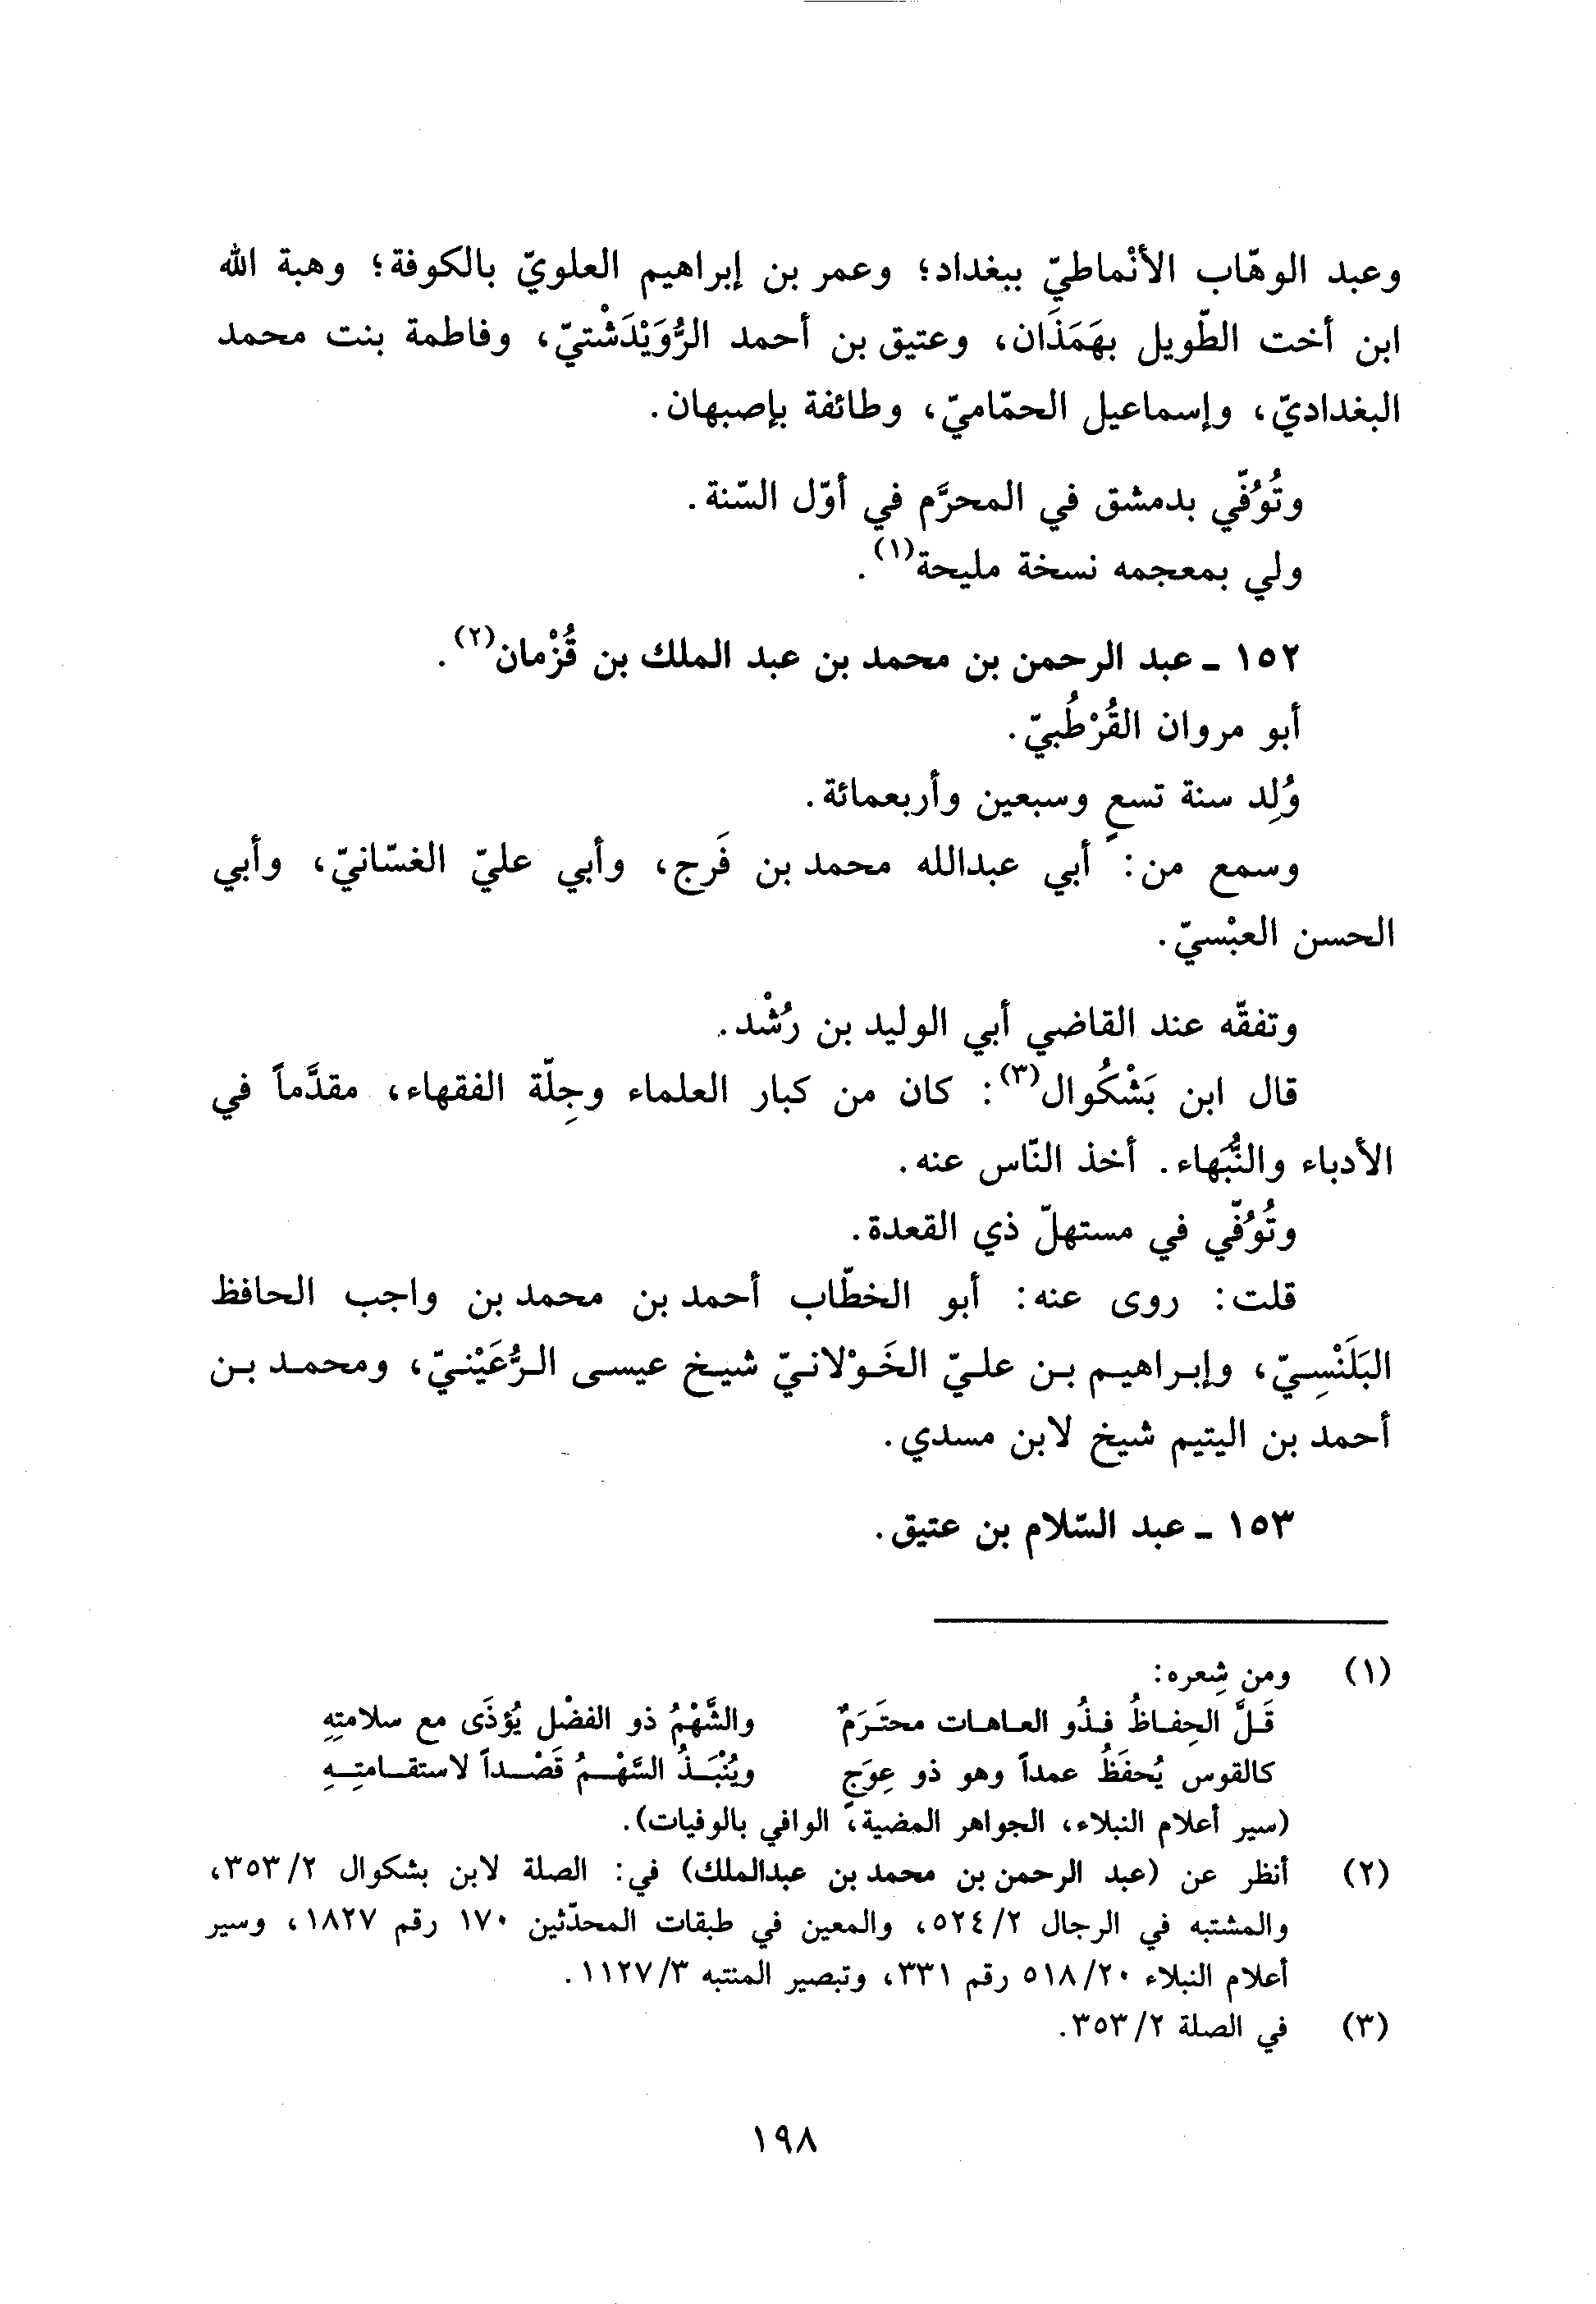 وعبد الوهّاب الأنْماطيّ ببغداد؛ وعمر بن إبراهيم العلويّ بالكوفة؛ وهبة الله
ابن أخت الطّويل بهَمَذَان، وعتيق بن أحمد الرُّوَيْدَشْتيّ، وفاطمة بنت محمد
البغداديّ، وإسماعيل الحمّاميّ، وطائفة بإصبهان.
وتُوُفّي بدمشق في المحرَّم في أوّل السّنة.
ولي بمعجمه نسخة مليحة(١).
١٥٢ ـ عبد الرحمن بن محمد بن عبد الملك بن قُزْمان(٢).
أبو مروان القُرْطُبيّ.
وُلِد سنة تسعٍ وسبعين وأربعمائة.
وسمع من: أبي عبدالله محمد بن فَرج، وأبي عليّ الغسّانيّ، وأبي
الحسن العبْسيّ.
وتفقّه عند القاضي أبي الوليد بن رُشْد.
قال ابن بَشْكُوال(٣): كان من كبار العلماء وجِلّة الفقهاء، مقدَّماً في
الأدباء والنُّبَهاء. أخذ النّاس عنه.
وتُوُفّي في مستهلّ ذي القعدة.
قلت: روى عنه: أبو الخطّاب أحمد بن محمد بن واجب الحافظ
البَلَنْسِيّ، وإبراهيم بن عليّ الخَوْلانيّ شيخ عيسى الرُّعَيْنيّ، ومحمد بن
أحمد بن اليتيم شيخ لابن مسدي.
١٥٣ ـ عبد السّلام بن عتيق.
(١) ومن شِعره:
قَلَّ الحِفاظُ فذُو العاهات محتَرَمٌ والشَّهْمُ ذو الفضْل يُؤذَى مع سلامتِهِ
كالقوس يُحفَظُ عمداً وهو ذو عِوَجٍ ويُنْبَذُ السَّهْمُ قَصْداً لاستقامتِهِ
(سير أعلام النبلاء، الجواهر المضية، الوافي بالوفيات).
(٢) أنظر عن (عبد الرحمن بن محمد بن عبدالملك) في: الصلة لابن بشكوال ٢/٣٥٣،
والمشتبه في الرجال ٢/٥٢٤، والمعين في طبقات المحدّثين ١٧٠ رقم ١٨٢٧، وسير
أعلام النبلاء ٢٠/٥١٨ رقم ٣٣١، وتبصير المنتبه ٣/١١٢٧.
(٣) في الصلة ٢/٣٥٣.
١٩٨